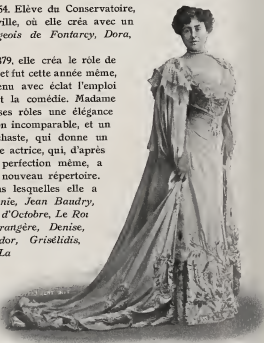 54. Elève du Conservatoire,
ville, où elle créa avec un
geois de Fontarcy, Dora,
879, elle créa le rôle de
et fut cette année même,
enu avec éclat l'emploi
t la comédie. Madame
ses rôles une élégance
n incomparable, et un
chaste, qui donne un
e actrice, qui, d'après
perfection même, a
nouveau répertoire.
s lesquelles elle a
nie, Jean Baudry,
d'Octobre, Le Roi
rangère, Denise,
dor, Grisélidis,
La